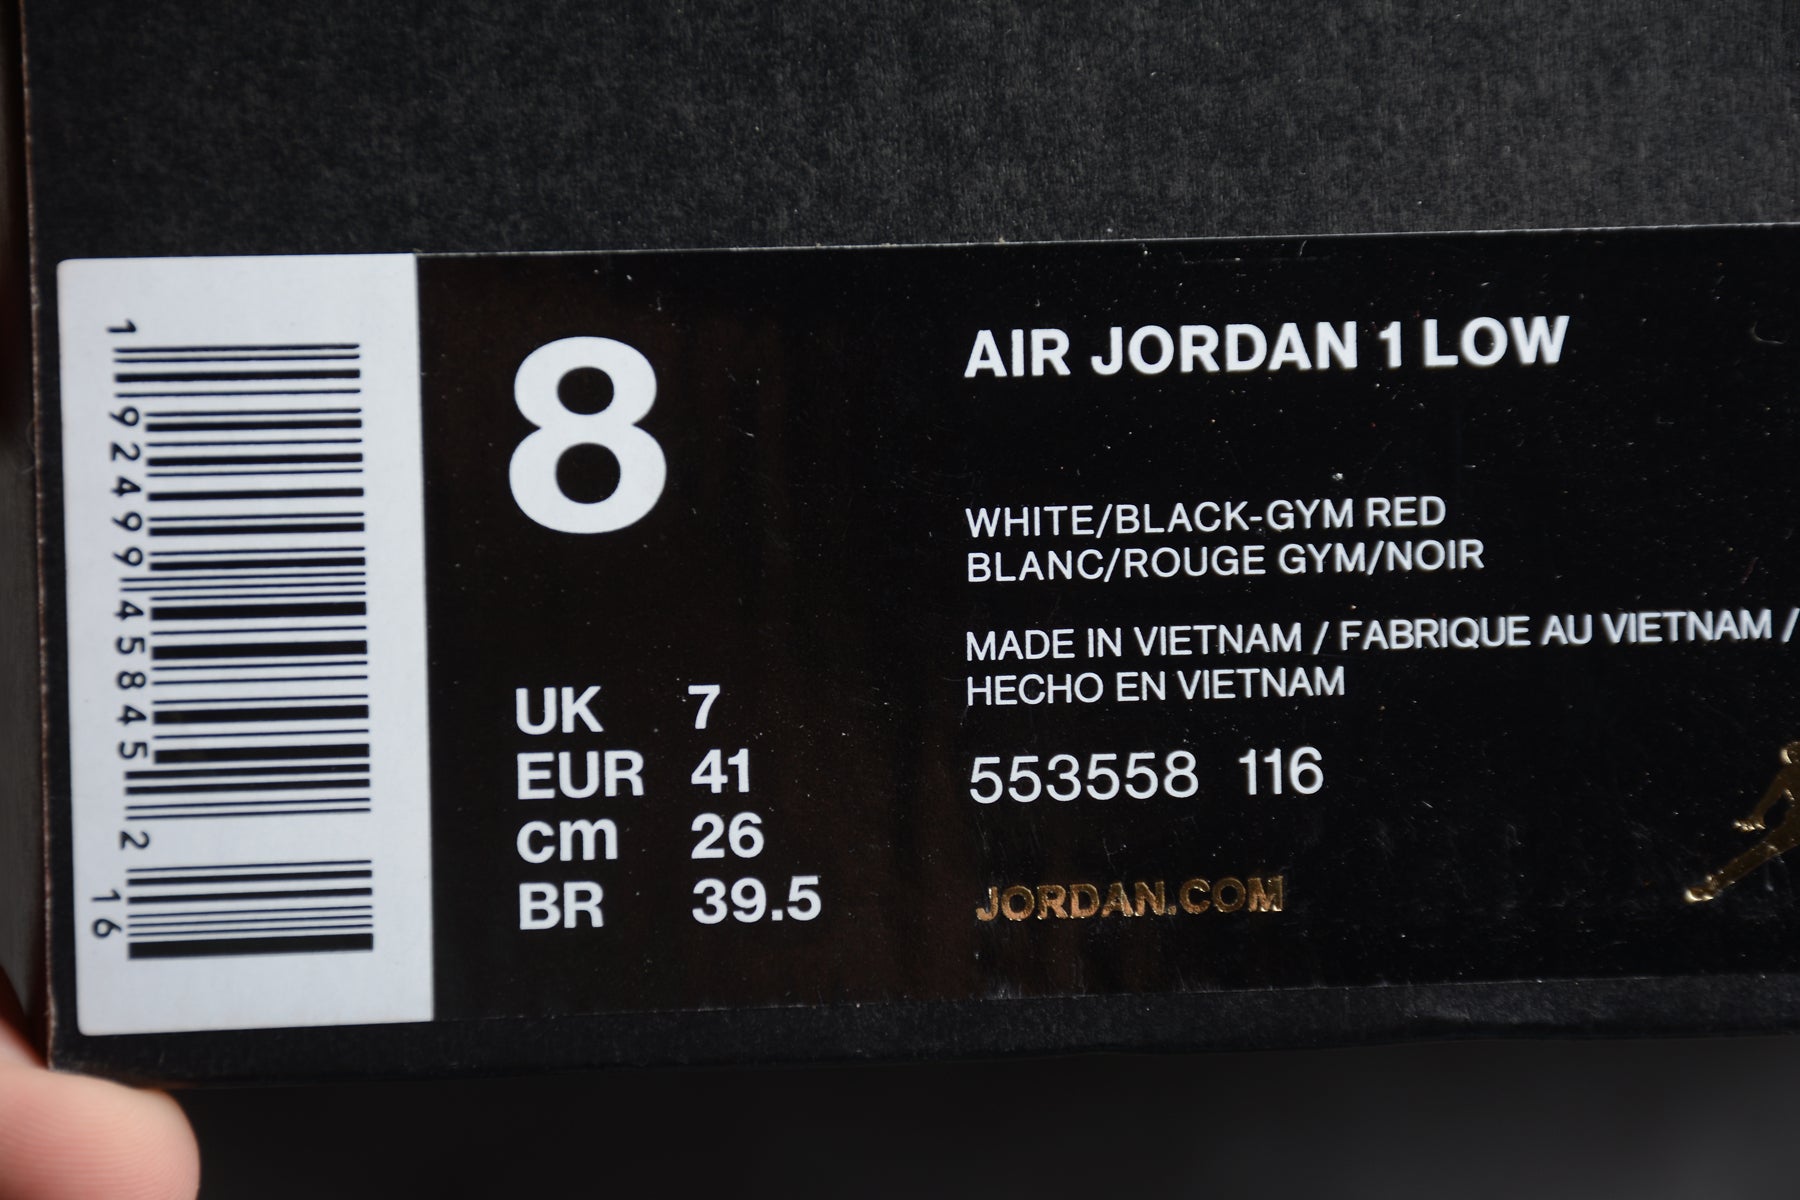 1 92499 45845 2
16
8
UK 7
EUR 41
cm 26
BR 39.5
AIR JORDAN 1 LOW
WHITE/BLACK-GYM RED
BLANC/ROUGE GYM/NOIR
MADE IN VIETNAM / FABRIQUE AU VIETNAM /
HECHO EN VIETNAM
553558 116
JORDAN.COM